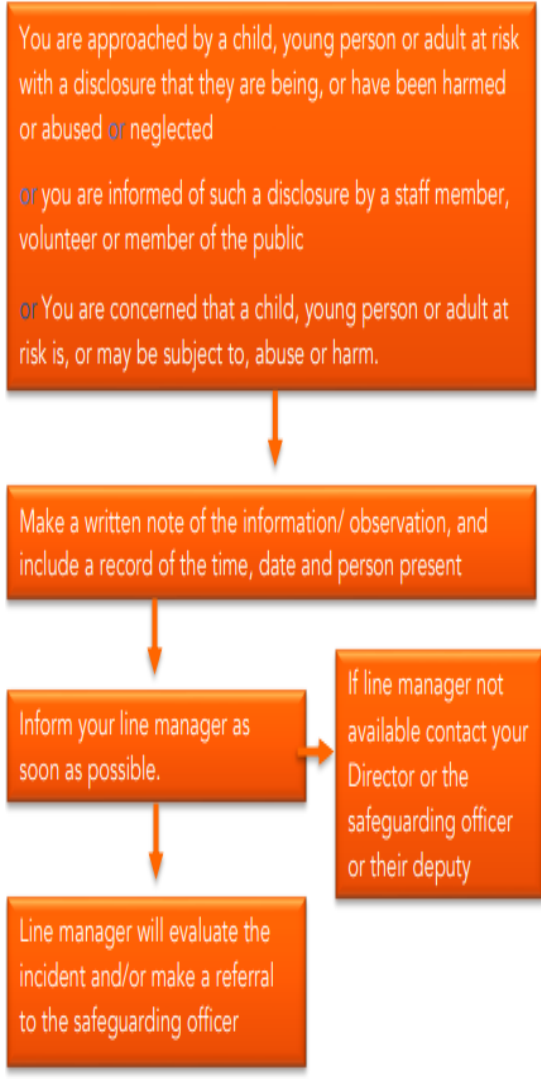 You are approached by a child, young person or adult at risk
with a disclosure that they are being, or have been harmed
or abused or neglected
or you are informed of such a disclosure by a staff member,
volunteer or member of the public
or You are concerned that a child, young person or adult at
risk is, or may be subject to, abuse or harm.
Make a written note of the information/ observation, and
include a record of the time, date and person present
Inform your line manager as
soon as possible.
If line manager not
available contact your
Director or the
safeguarding officer
or their deputy
Line manager will evaluate the
incident and/or make a referral
to the safeguarding officer